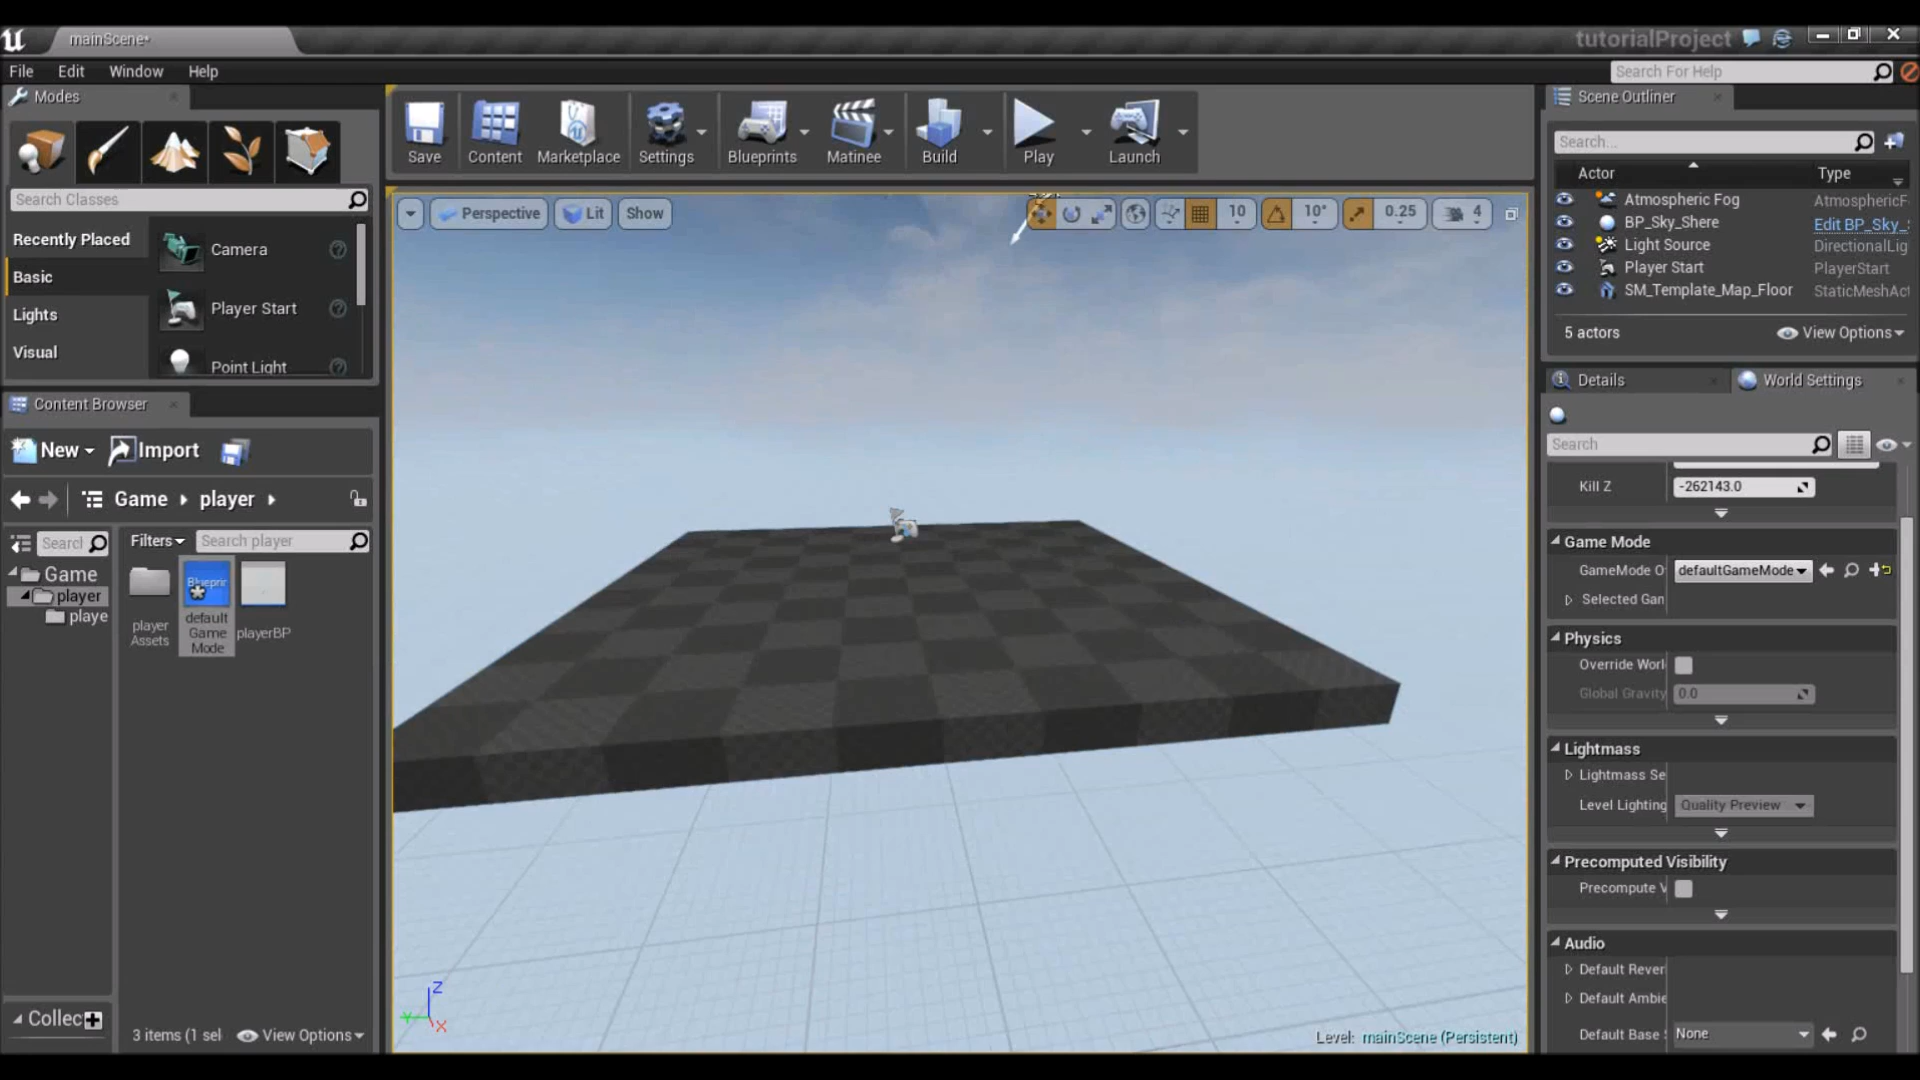 mainScene*
tutorialProject
File Edit Window Help
Search For Help
Modes
Search Classes
Recently Placed
Basic
Lights
Visual
Camera
Player Start
Point Light
Save
Content
Marketplace
Settings
Blueprints
Matinee
Build
Play
Launch
Perspective
Lit
Show
10
10°
0.25
4
Level: mainScene (Persistent)
Z
Y
X
Content Browser
New
Import
Game
player
Filters
Search player
Searcl
Game
player
playe
player Assets
Blueprin
default Game Mode
playerBP
Collec
3 items (1 sel
View Options
Scene Outliner
Search...
Actor Type
Atmospheric Fog AtmosphericF
BP_Sky_Shere Edit BP_Sky_
Light Source DirectionalLig
Player Start PlayerStart
SM_Template_Map_Floor StaticMeshAct
5 actors
View Options
Details
World Settings
Search
Kill Z -262143.0
Game Mode
GameMode O defaultGameMode
Selected Gan
Physics
Override Worl
Global Gravity 0.0
Lightmass
Lightmass Se
Level Lighting Quality Preview
Precomputed Visibility
Precompute V
Audio
Default Rever
Default Ambie
Default Base None